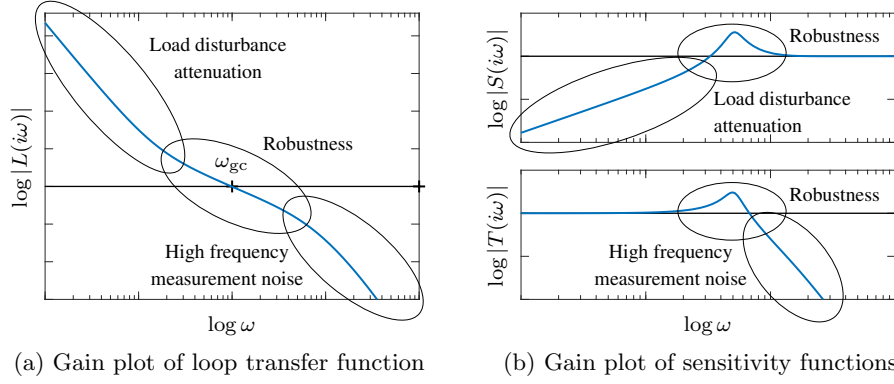 log |L(iω)|
Load disturbance
attenuation
Robustness
ω_gc
High frequency
measurement noise
log ω
(a) Gain plot of loop transfer function
log |S(iω)|
Robustness
Load disturbance
attenuation
log |T(iω)|
Robustness
High frequency
measurement noise
log ω
(b) Gain plot of sensitivity functions